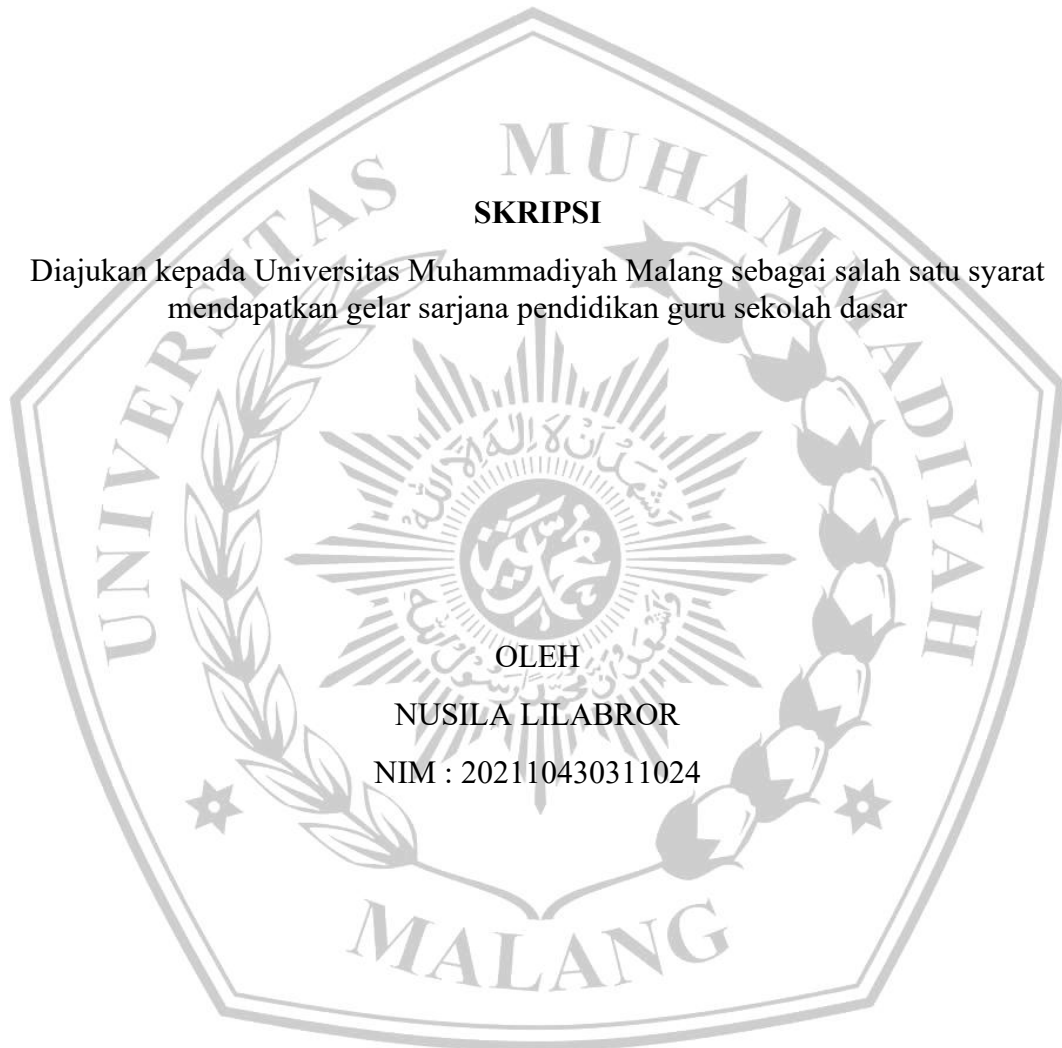 UNIVERSITAS MUHAMMADIYAH
SKRIPSI
Diajukan kepada Universitas Muhammadiyah Malang sebagai salah satu syarat
mendapatkan gelar sarjana pendidikan guru sekolah dasar
OLEH
NUSILA LILABROR
NIM : 202110430311024
MALANG